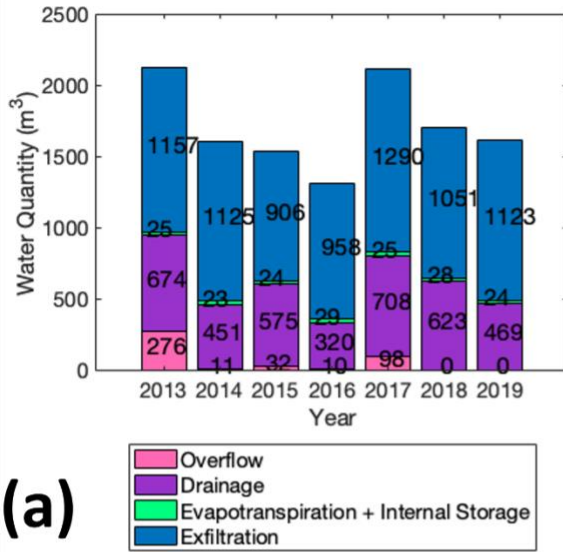 2500
2000
1500
1000
500
0
Water Quantity (m³)
1157 25 674 276
1125 23 451 11
906 24 575 32
958 29 320 10
1290 25 708 98
1051 28 623 0
1123 24 469 0
2013 2014 2015 2016 2017 2018 2019
Year
(a)
Overflow
Drainage
Evapotranspiration + Internal Storage
Exfiltration